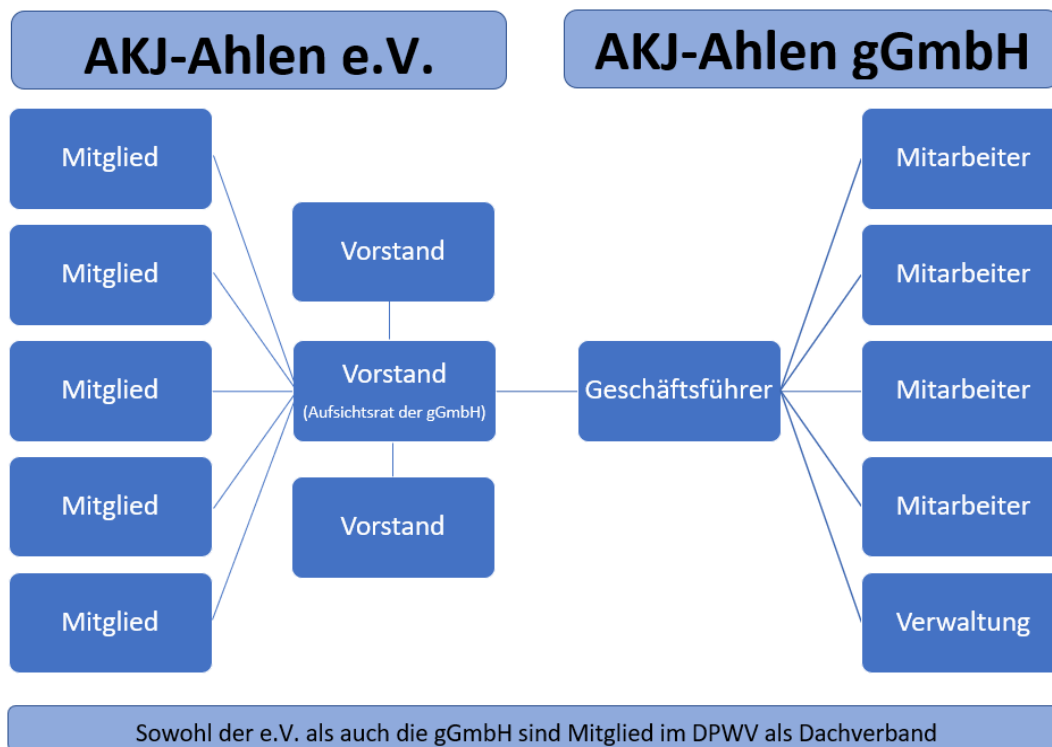 AKJ-Ahlen e.V.
AKJ-Ahlen gGmbH
Mitglied
Mitglied
Mitglied
Mitglied
Mitglied
Vorstand
Vorstand
(Aufsichtsrat der gGmbH)
Vorstand
Geschäftsführer
Mitarbeiter
Mitarbeiter
Mitarbeiter
Mitarbeiter
Verwaltung
Sowohl der e.V. als auch die gGmbH sind Mitglied im DPWV als Dachverband